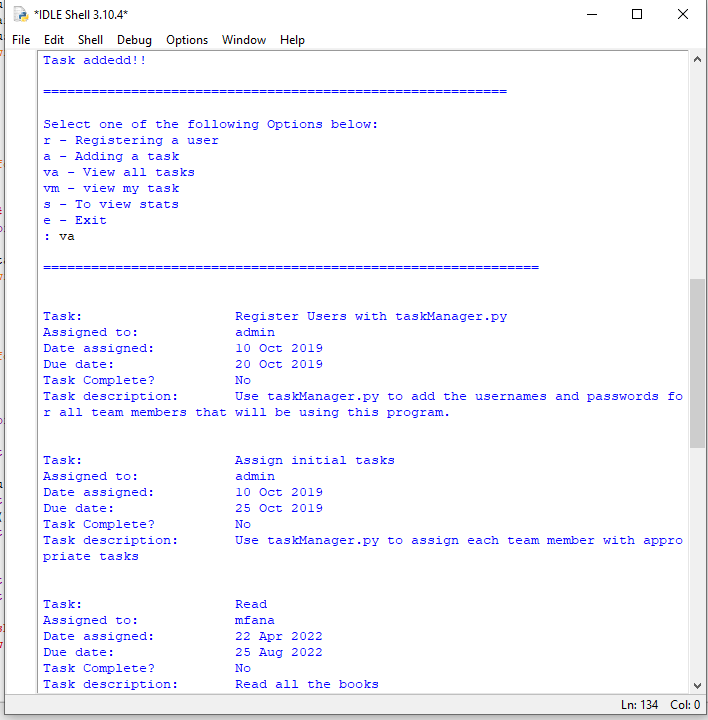 *IDLE Shell 3.10.4*
File Edit Shell Debug Options Window Help
Task addedd!!
==========================================================
Select one of the following Options below:
r - Registering a user
a - Adding a task
va - View all tasks
vm - view my task
s - To view stats
e - Exit
: va
==============================================================
Task: Register Users with taskManager.py
Assigned to: admin
Date assigned: 10 Oct 2019
Due date: 20 Oct 2019
Task Complete? No
Task description: Use taskManager.py to add the usernames and passwords fo
r all team members that will be using this program.
Task: Assign initial tasks
Assigned to: admin
Date assigned: 10 Oct 2019
Due date: 25 Oct 2019
Task Complete? No
Task description: Use taskManager.py to assign each team member with appro
priate tasks
Task: Read
Assigned to: mfana
Date assigned: 22 Apr 2022
Due date: 25 Aug 2022
Task Complete? No
Task description: Read all the books
Ln: 134 Col: 0